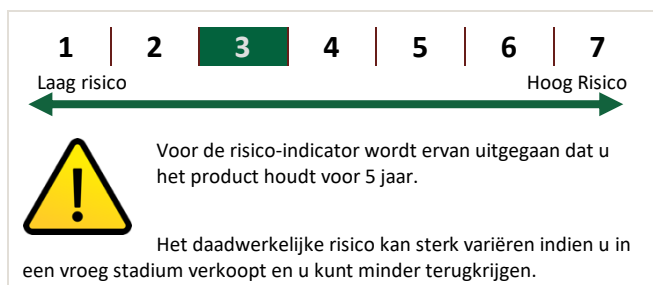 1 2 3 4 5 6 7
Laag risico Hoog Risico
Voor de risico-indicator wordt ervan uitgegaan dat u
het product houdt voor 5 jaar.
Het daadwerkelijke risico kan sterk variëren indien u in
een vroeg stadium verkoopt en u kunt minder terugkrijgen.